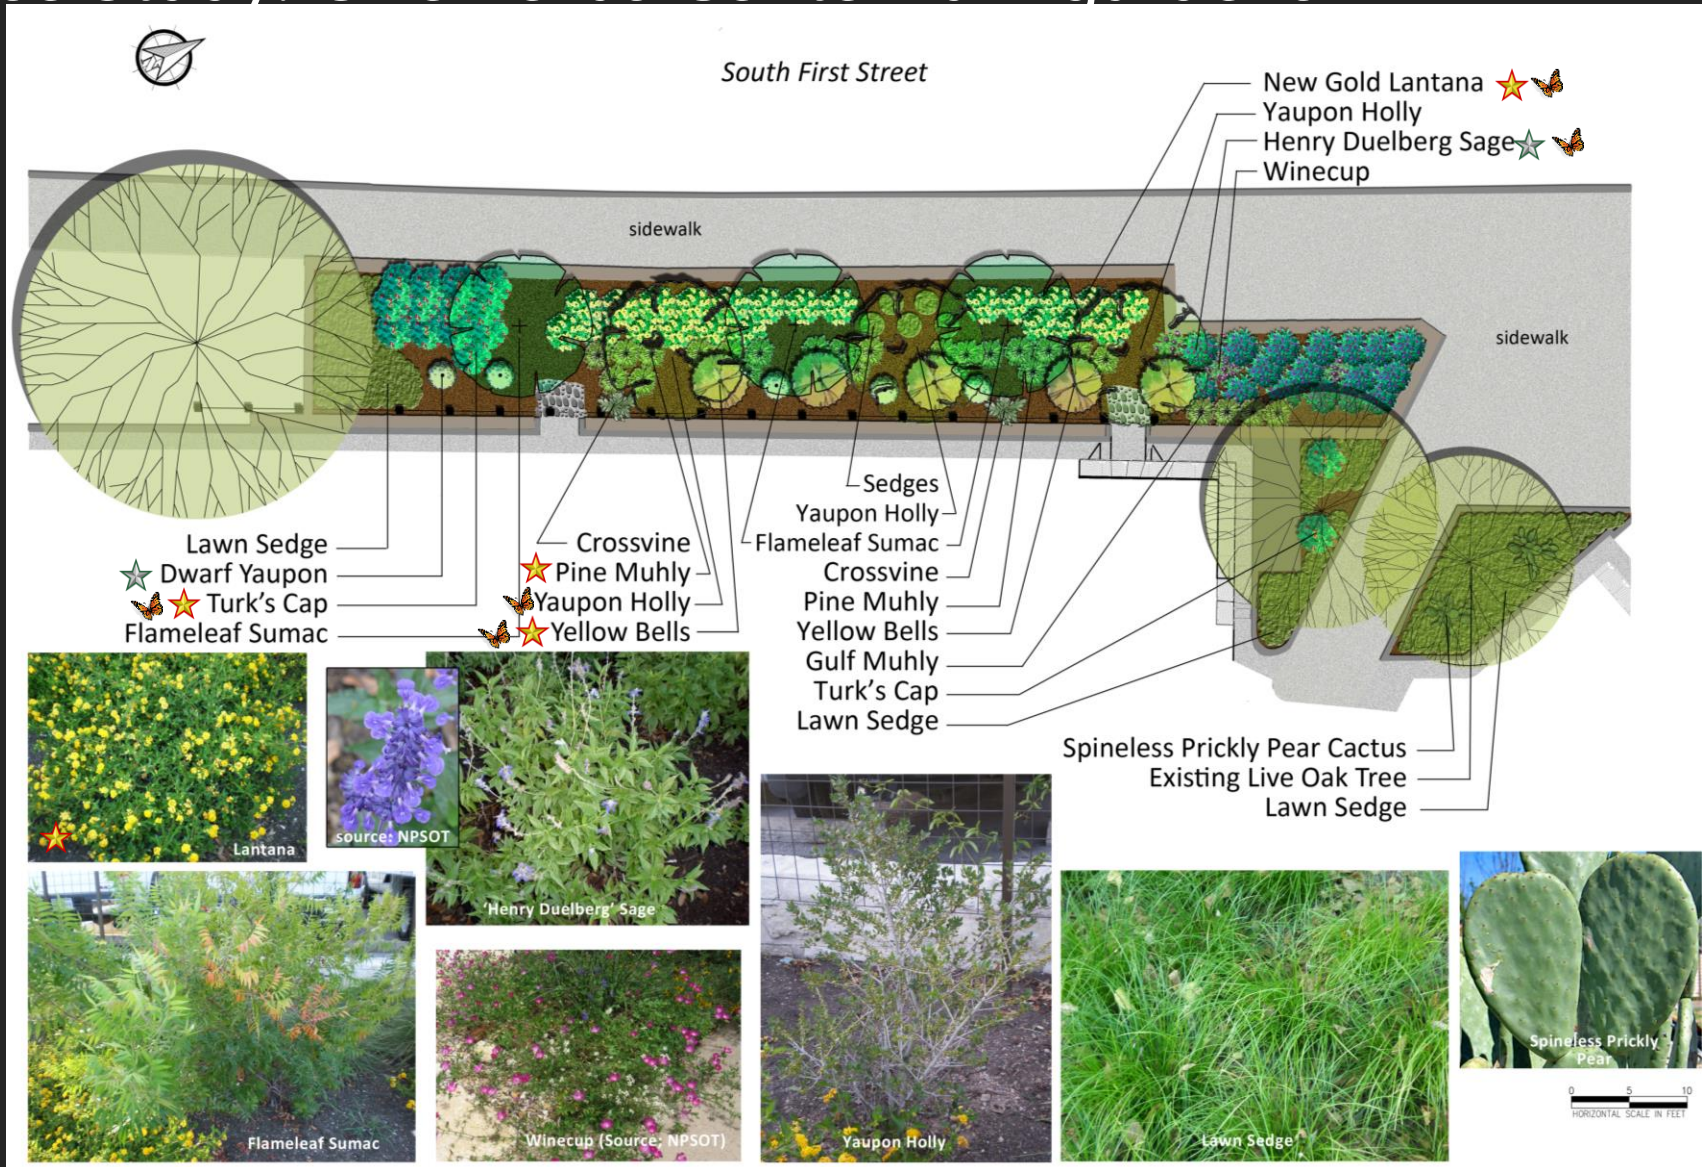 South First Street
New Gold Lantana
Yaupon Holly
Henry Duelberg Sage
Winecup
sidewalk
sidewalk
Lawn Sedge
Dwarf Yaupon
Turk's Cap
Flameleaf Sumac
Crossvine
Pine Muhly
Yaupon Holly
Yellow Bells
Sedges
Yaupon Holly
Flameleaf Sumac
Crossvine
Pine Muhly
Yellow Bells
Gulf Muhly
Turk's Cap
Lawn Sedge
Spineless Prickly Pear Cactus
Existing Live Oak Tree
Lawn Sedge
Lantana
source: NPSOT
'Henry Duelberg' Sage
Flameleaf Sumac
Winecup (Source: NPSOT)
Yaupon Holly
Lawn Sedge
Spineless Prickly
Pear
0 5 10
HORIZONTAL SCALE IN FEET